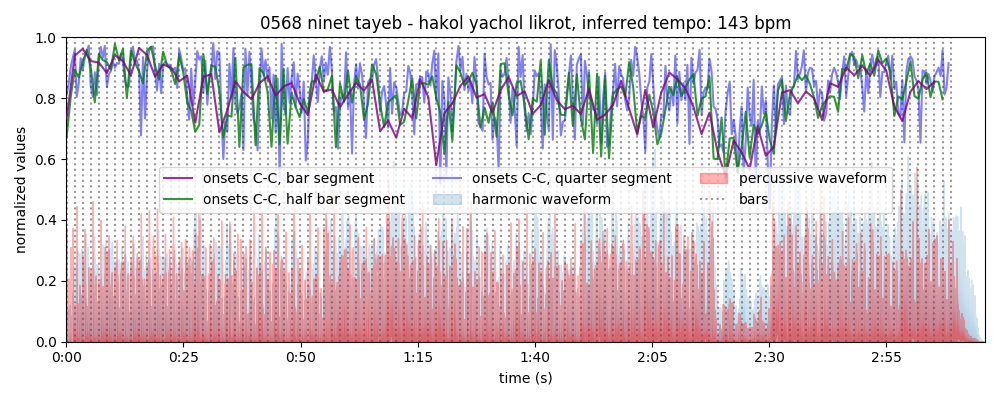 0568 ninet tayeb - hakol yachol likrot, inferred tempo: 143 bpm
1.0
0.8
0.6
0.4
0.2
0.0
normalized values
onsets C-C, bar segment
onsets C-C, half bar segment
onsets C-C, quarter segment
harmonic waveform
percussive waveform
bars
0:00 0:25 0:50 1:15 1:40 2:05 2:30 2:55
time (s)